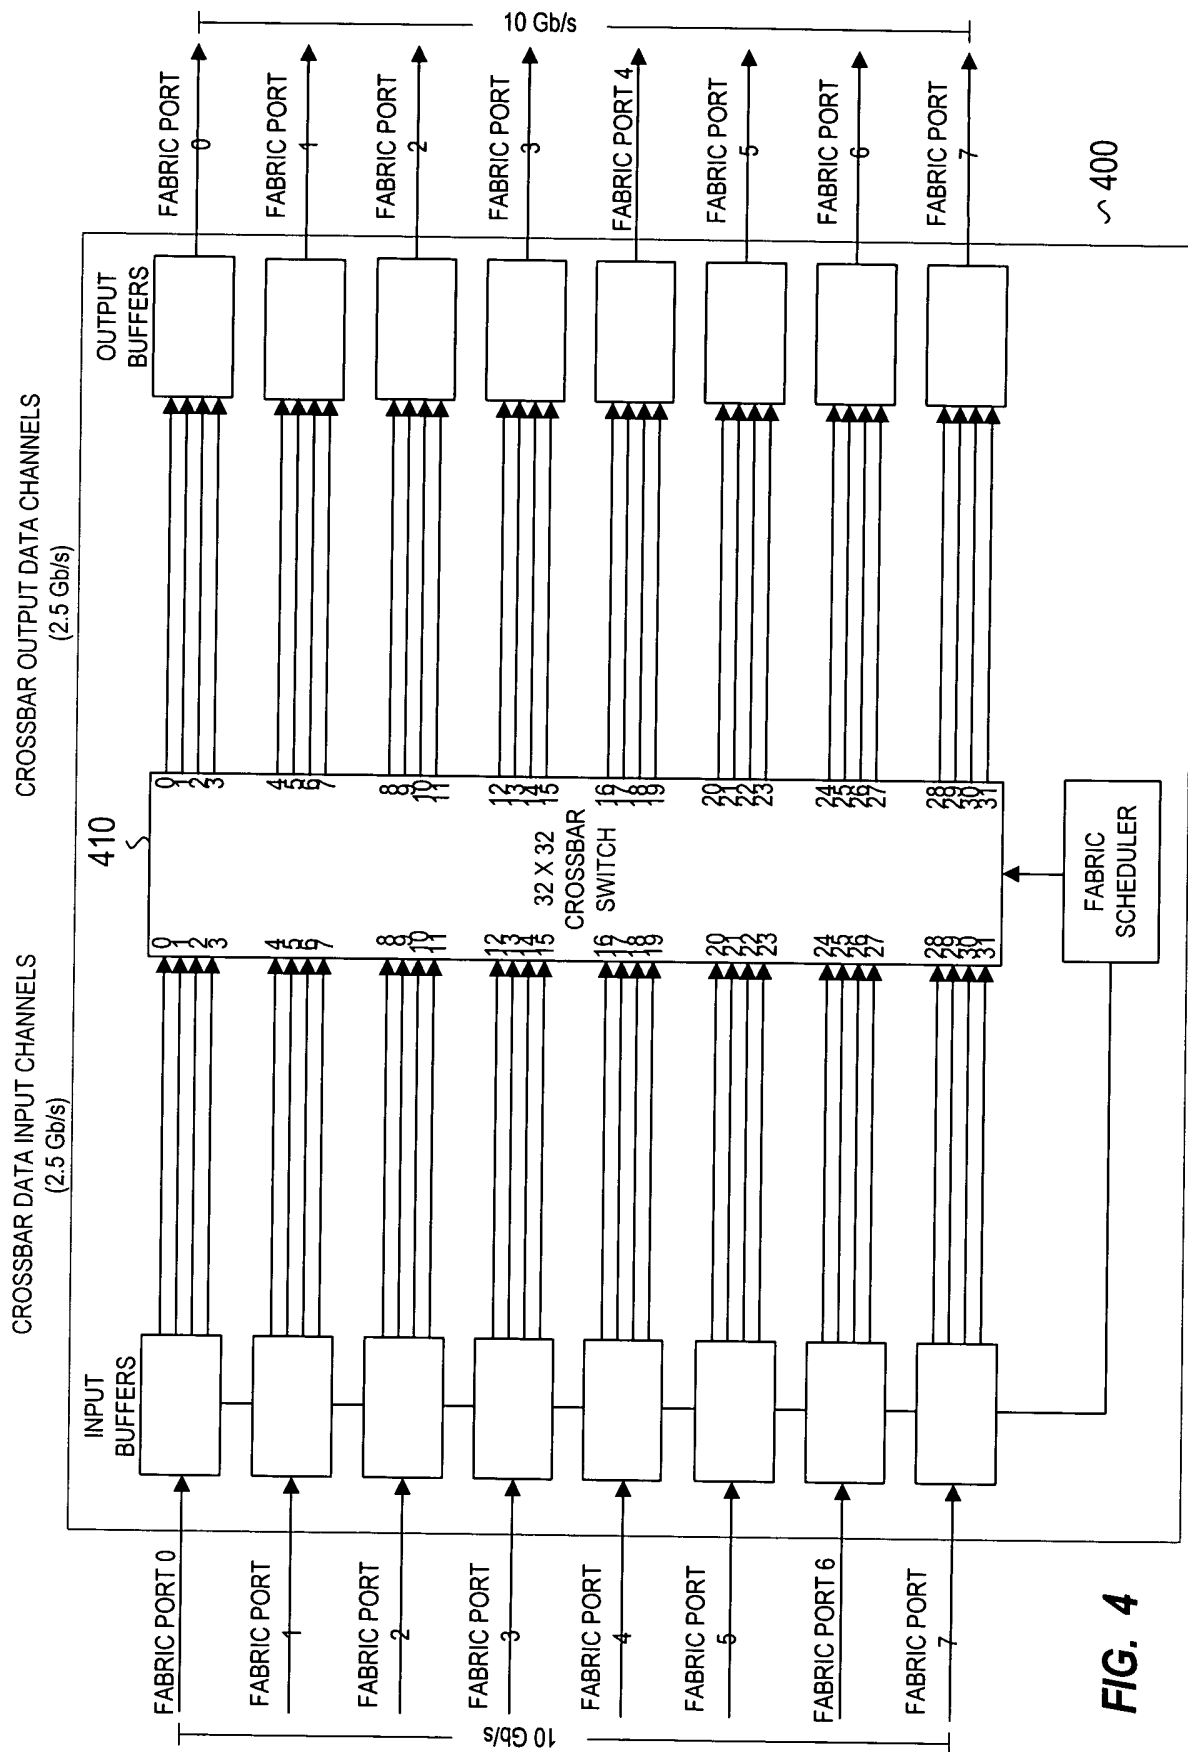 CROSSBAR DATA INPUT CHANNELS
(2.5 Gb/s)
CROSSBAR OUTPUT DATA CHANNELS
(2.5 Gb/s)
INPUT
BUFFERS
410
OUTPUT
BUFFERS
10 Gb/s
FABRIC PORT 0
FABRIC PORT
1
FABRIC PORT
2
FABRIC PORT
3
FABRIC PORT
4
FABRIC PORT
5
FABRIC PORT 6
FABRIC PORT
7
0
1
2
3
4
5
6
7
8
9
10
11
12
13
14
15
16
17
18
19
20
21
22
23
24
25
26
27
28
29
30
31
32 X 32
CROSSBAR
SWITCH
0
1
2
3
4
5
6
7
8
9
10
11
12
13
14
15
16
17
18
19
20
21
22
23
24
25
26
27
28
29
30
31
FABRIC PORT
0
FABRIC PORT
1
FABRIC PORT
2
FABRIC PORT
3
FABRIC PORT 4
FABRIC PORT
5
FABRIC PORT
6
FABRIC PORT
7
10 Gb/s
FABRIC
SCHEDULER
400
FIG. 4